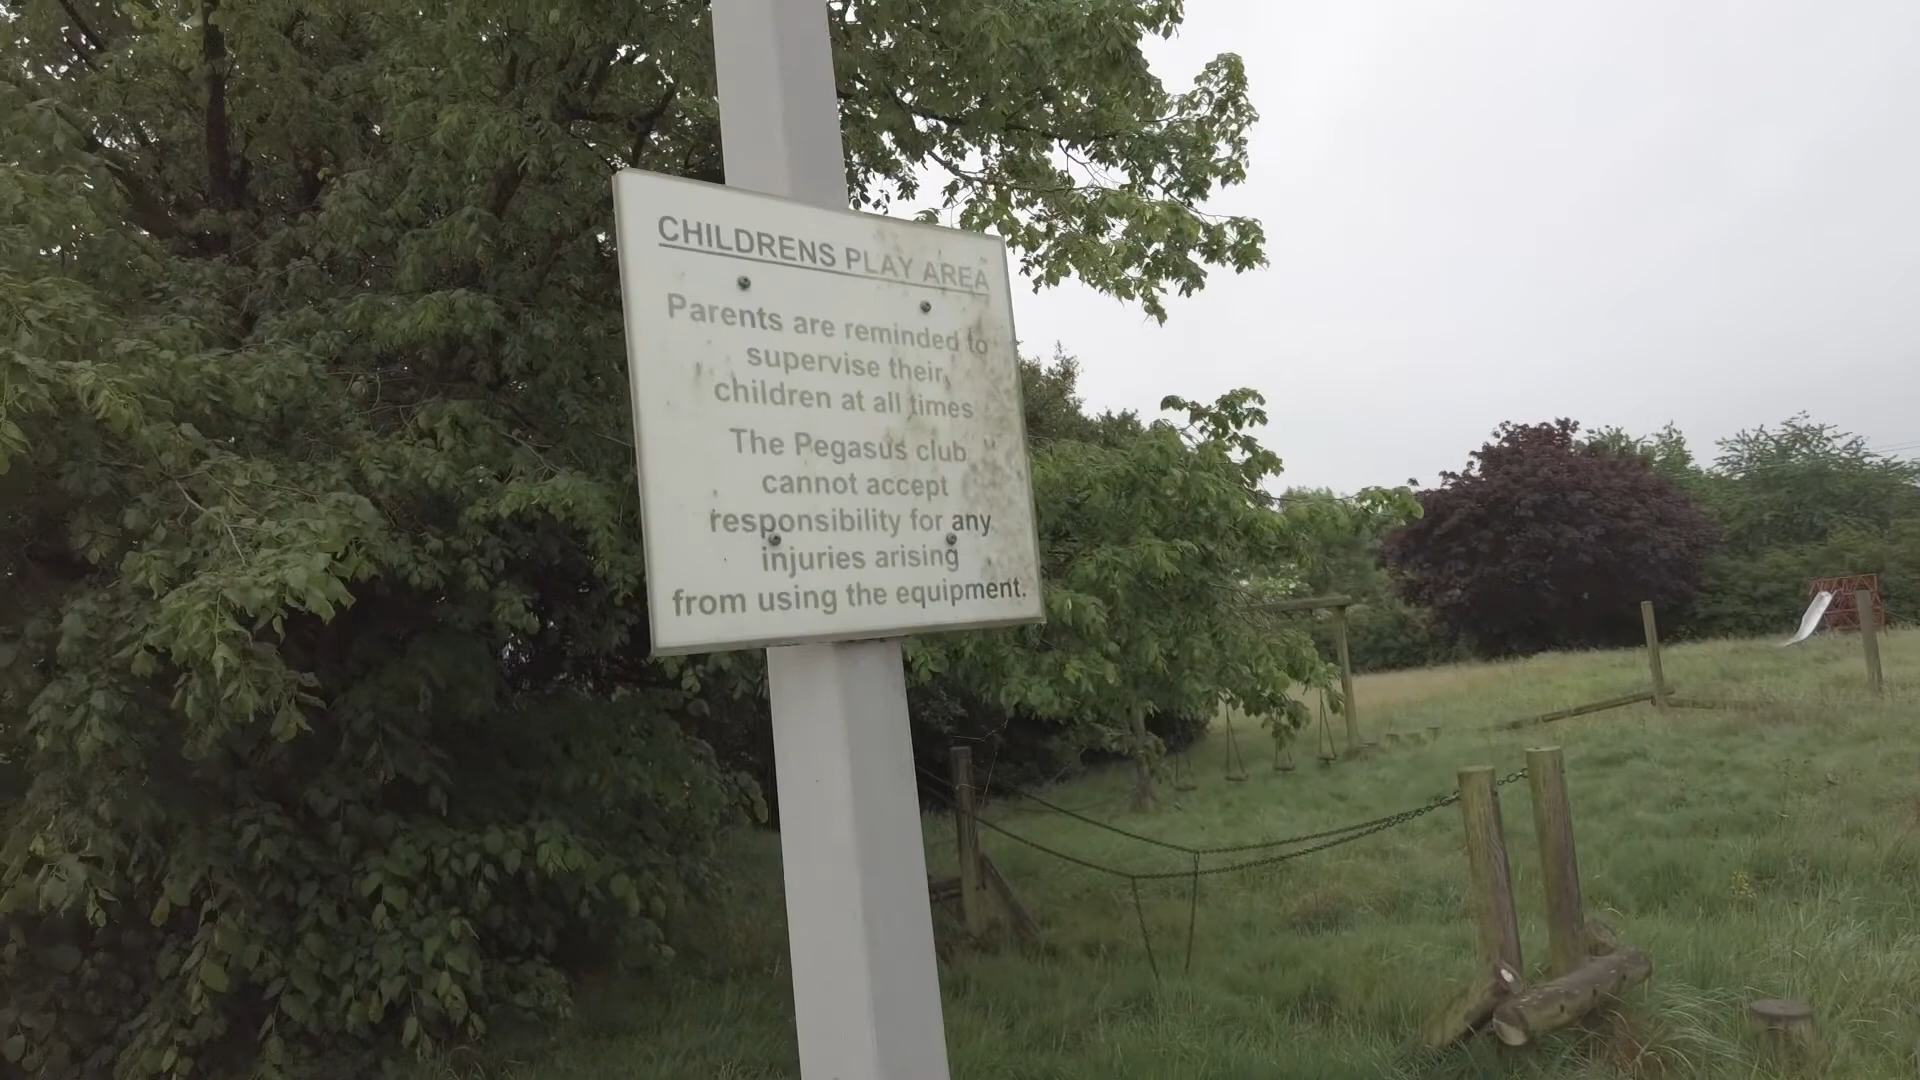 CHILDRENS PLAY AREA
Parents are reminded to
supervise their
children at all times
The Pegasus club
cannot accept
responsibility for any
injuries arising
from using the equipment.